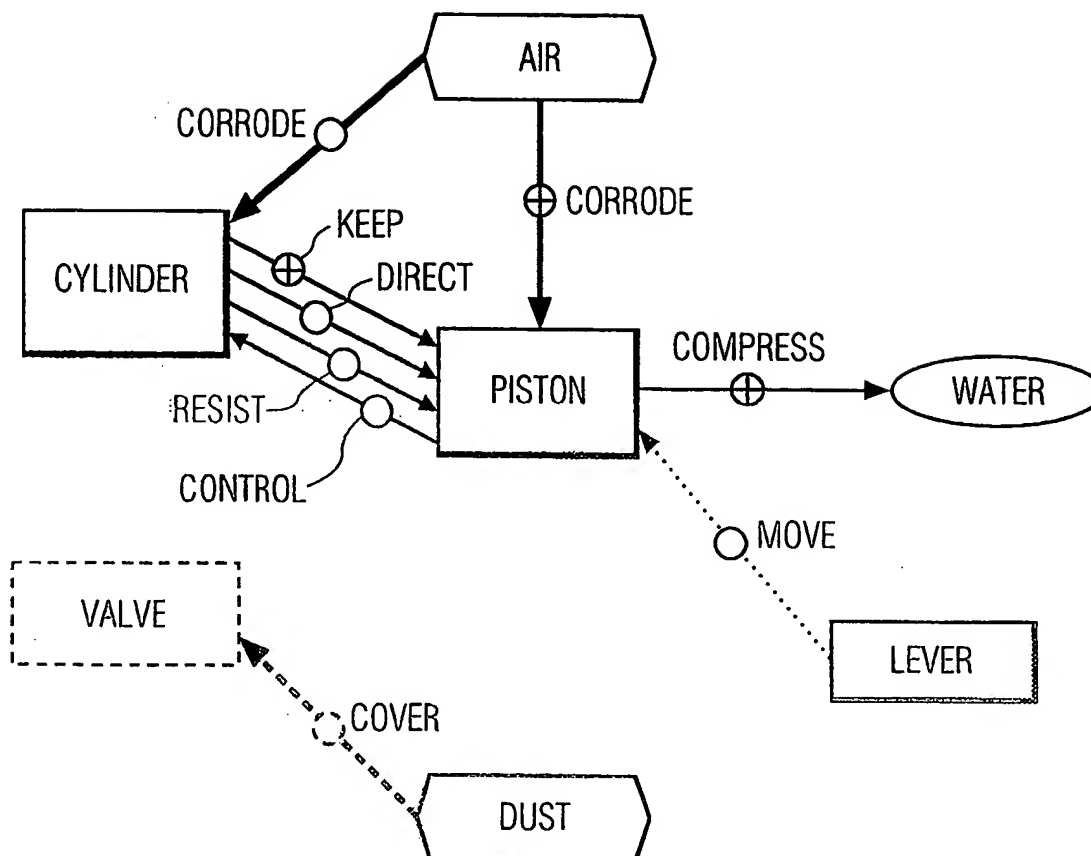 AIR
CORRODE
CORRODE
KEEP
CYLINDER
DIRECT
COMPRESS
PISTON
WATER
RESIST
CONTROL
MOVE
VALVE
LEVER
COVER
DUST